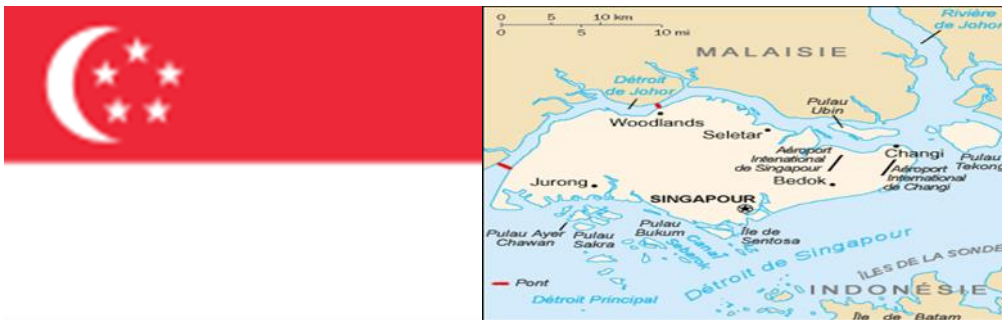 0 5 10 km
0 5 10 mi
Rivière
de Johor
MALAISIE
Détroit
de Johor
Pulau
Ubin
Woodlands
Seletar
Changi
Pulau
Tekong
Aéroport
International
de Singapour
Aéroport
International
de Changi
Jurong
Bedok
SINGAPOUR
Pulau Ayer
Chawan
Pulau
Sakra
Pulau
Bukum
Canal
Sebarok
Île de
Sentosa
Détroit de Singapour
ÎLES DE LA SONDE
Pont
Détroit Principal
INDONÉSIE
Île de Batam